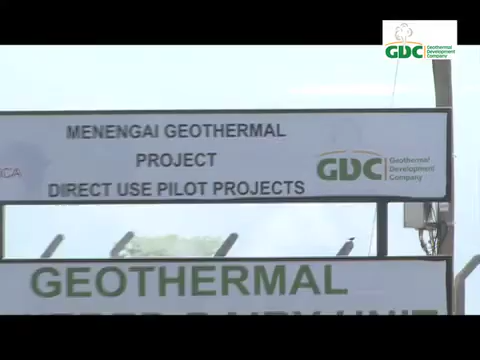 GDC Geothermal
Development
Company
MENENGAI GEOTHERMAL
PROJECT
DIRECT USE PILOT PROJECTS
GDC Geothermal
Development
Company
GEOTHERMAL